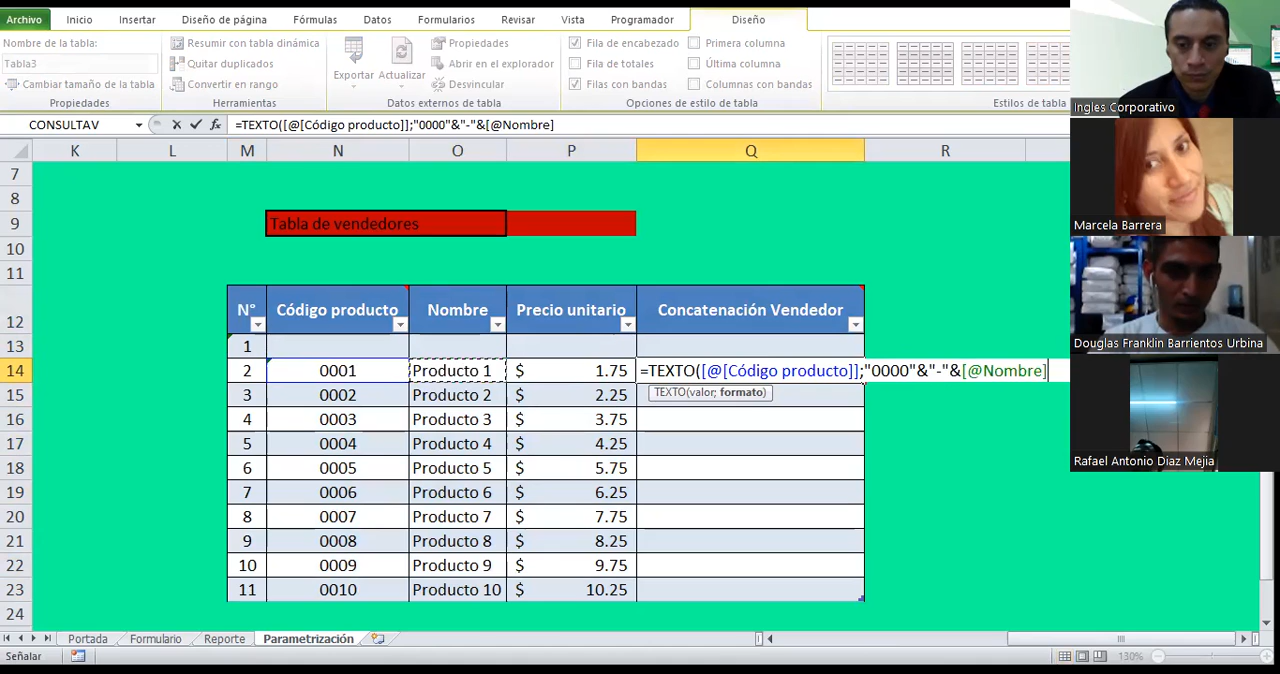 Archivo Inicio Insertar Diseño de página Fórmulas Datos Formularios Revisar Vista Programador Diseño
Nombre de la tabla: Resumir con tabla dinámica Propiedades Fila de encabezado Primera columna
Tabla3 Quitar duplicados Abrir en el explorador Fila de totales Última columna
Cambiar tamaño de la tabla Convertir en rango Exportar Actualizar Desvincular Filas con bandas Columnas con bandas
Propiedades Herramientas Datos externos de tabla Opciones de estilo de tabla Estilos de tabla
CONSULTAV fx =TEXTO([@[Código producto]];"0000"&"-"&[@Nombre]
K L M N O P Q R
7
8
9 Tabla de vendedores
10
11
12 N° Código producto Nombre Precio unitario Concatenación Vendedor
13 1
14 2 0001 Producto 1 $ 1.75 =TEXTO([@[Código producto]];"0000"&"-"&[@Nombre]
TEXTO(valor; formato)
15 3 0002 Producto 2 $ 2.25
16 4 0003 Producto 3 $ 3.75
17 5 0004 Producto 4 $ 4.25
18 6 0005 Producto 5 $ 5.75
19 7 0006 Producto 6 $ 6.25
20 8 0007 Producto 7 $ 7.75
21 9 0008 Producto 8 $ 8.25
22 10 0009 Producto 9 $ 9.75
23 11 0010 Producto 10 $ 10.25
24
Portada Formulario Reporte Parametrización
Señalar 130%
Ingles Corporativo
Marcela Barrera
Douglas Franklin Barrientos Urbina
Rafael Antonio Diaz Mejia